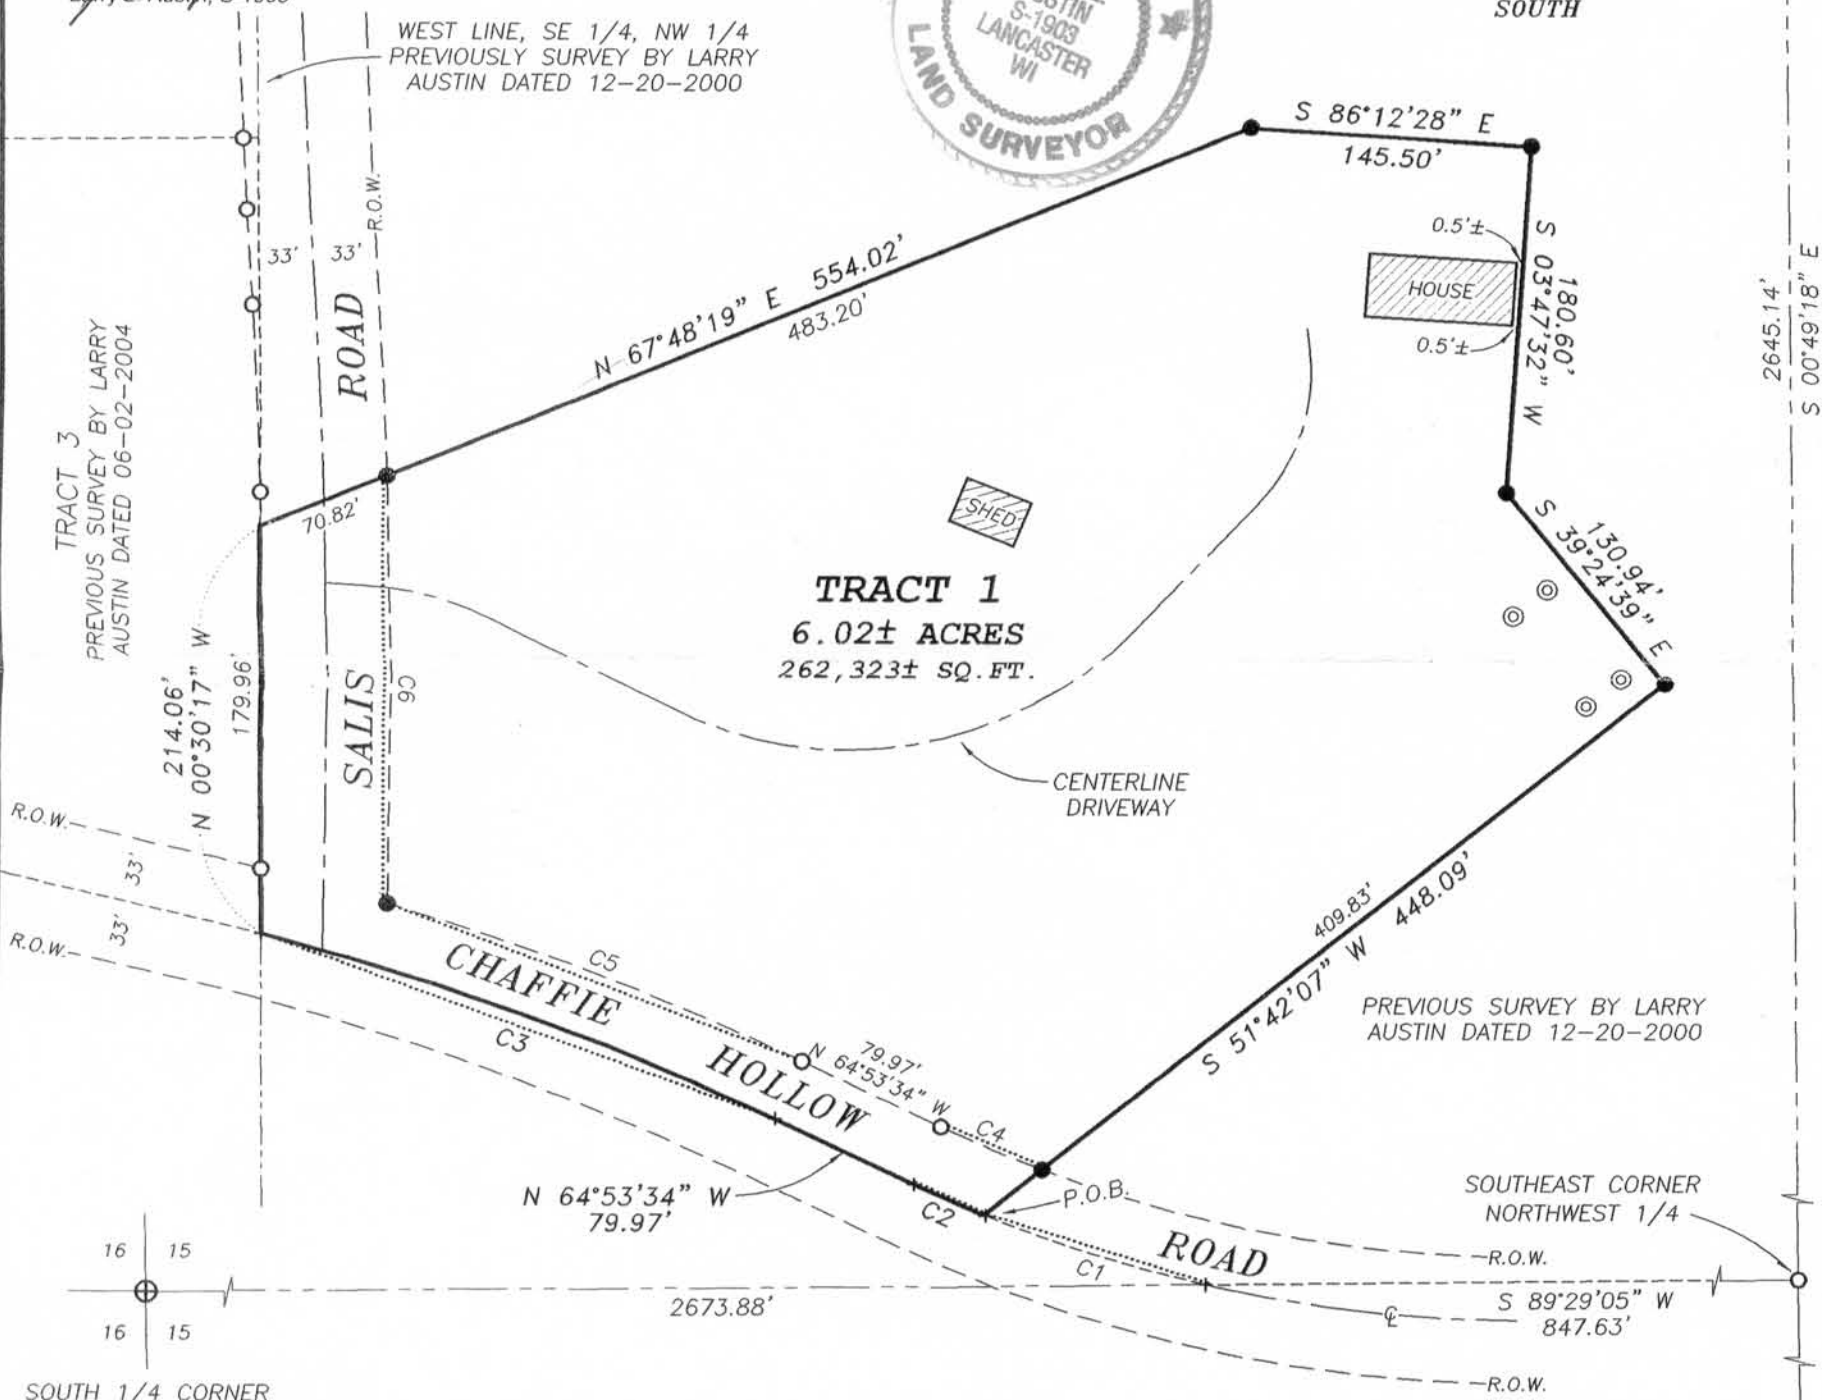 SOUTH
WEST LINE, SE 1/4, NW 1/4
PREVIOUSLY SURVEY BY LARRY
AUSTIN DATED 12-20-2000
S-1903
LANCASTER
WI
LAND SURVEYOR
S 86°12'28" E
145.50'
R.O.W.
33'
33'
ROAD
N 67°48'19" E 554.02'
483.20'
0.5'±
HOUSE
0.5'±
180.60'
S 03°47'32" W
2645.14'
S 00°49'18" E
TRACT 3
PREVIOUS SURVEY BY LARRY
AUSTIN DATED 06-02-2004
70.82'
SHED
130.94'
S 39°24'39" E
TRACT 1
6.02± ACRES
262,323± SQ.FT.
214.06'
N 00°30'17" W
179.96'
SALIS
C6
CENTERLINE
DRIVEWAY
R.O.W.
33'
33'
R.O.W.
409.83'
S 51°42'07" W 448.09'
C5
CHAFFIE
C3
HOLLOW
79.97'
N 64°53'34" W
C4
PREVIOUS SURVEY BY LARRY
AUSTIN DATED 12-20-2000
N 64°53'34" W
79.97'
C2
P.O.B.
SOUTHEAST CORNER
NORTHWEST 1/4
C1
ROAD
R.O.W.
16 15
2673.88'
S 89°29'05" W
847.63'
℄
16 15
SOUTH 1/4 CORNER
R.O.W.